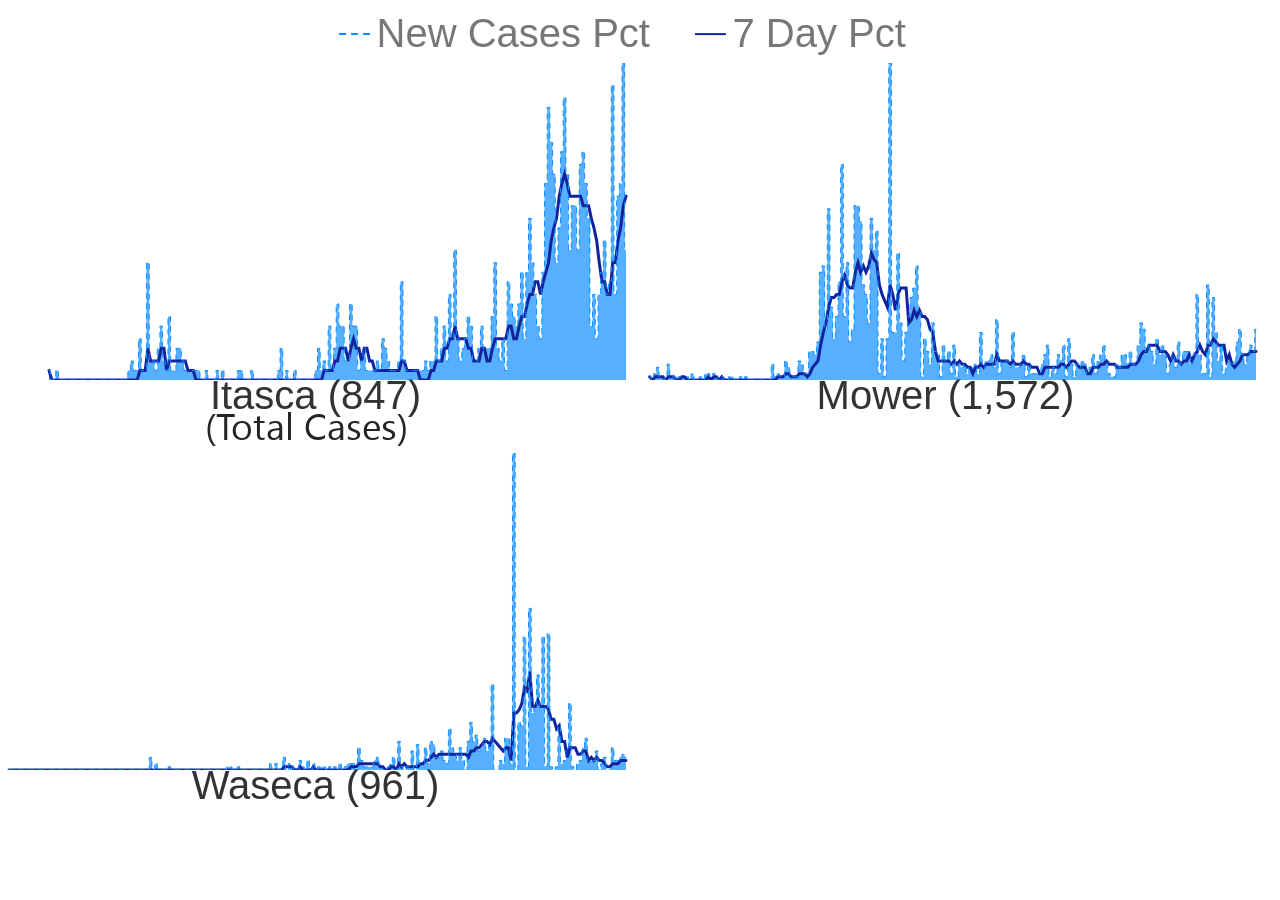 New Cases Pct 7 Day Pct
Itasca (847) Mower (1,572)
(Total Cases)
Waseca (961)